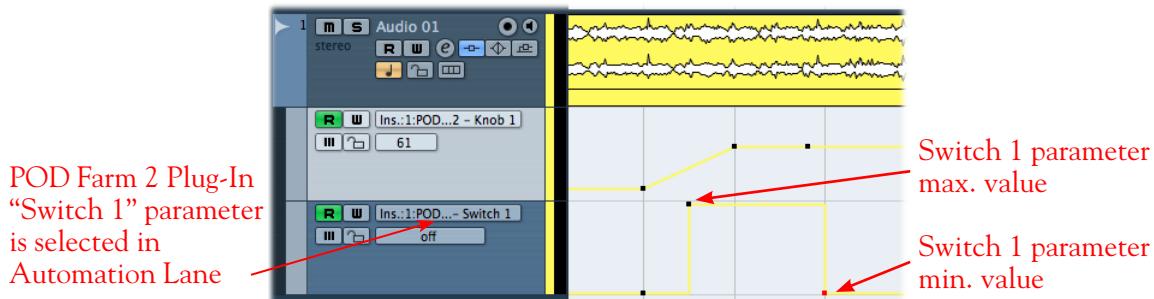 1 m S Audio 01
stereo R W e
R W Ins.:1:POD...2 – Knob 1
61
R W Ins.:1:POD...– Switch 1
off
POD Farm 2 Plug-In
“Switch 1” parameter
is selected in
Automation Lane
Switch 1 parameter
max. value
Switch 1 parameter
min. value